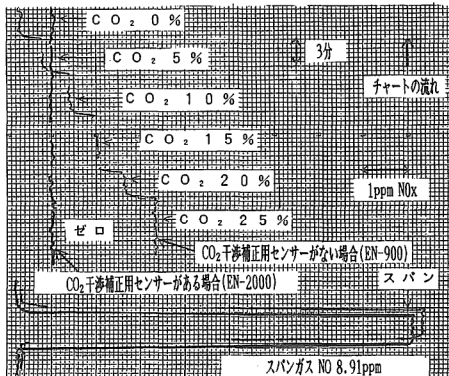 CO₂ 0%
CO₂ 5%
3分
チャートの流れ
CO₂ 10%
CO₂ 15%
CO₂ 20%
1ppm NOx
CO₂ 25%
ゼロ
CO₂干渉補正用センサーがない場合(EN-900)
CO₂干渉補正用センサーがある場合(EN-2000)
スパン
スパンガス NO 8.91ppm